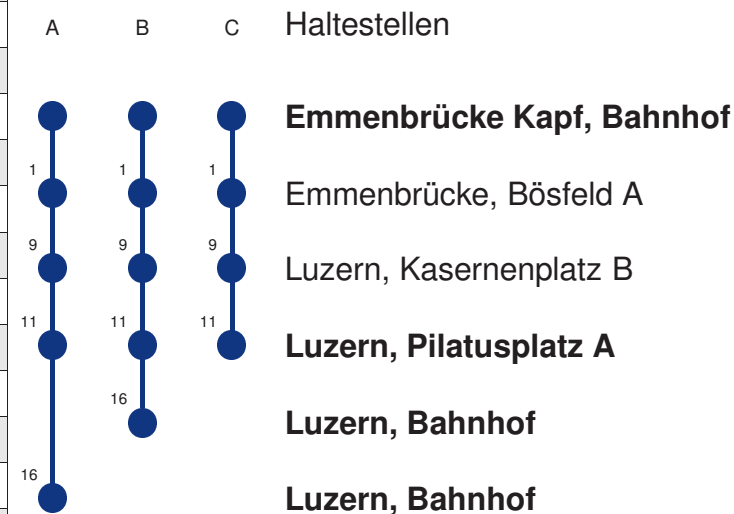 A B C Haltestellen
Emmenbrücke Kapf, Bahnhof
1 1 1
Emmenbrücke, Bösfeld A
9 9 9
Luzern, Kasernenplatz B
11 11 11
Luzern, Pilatusplatz A
16
Luzern, Bahnhof
16
Luzern, Bahnhof